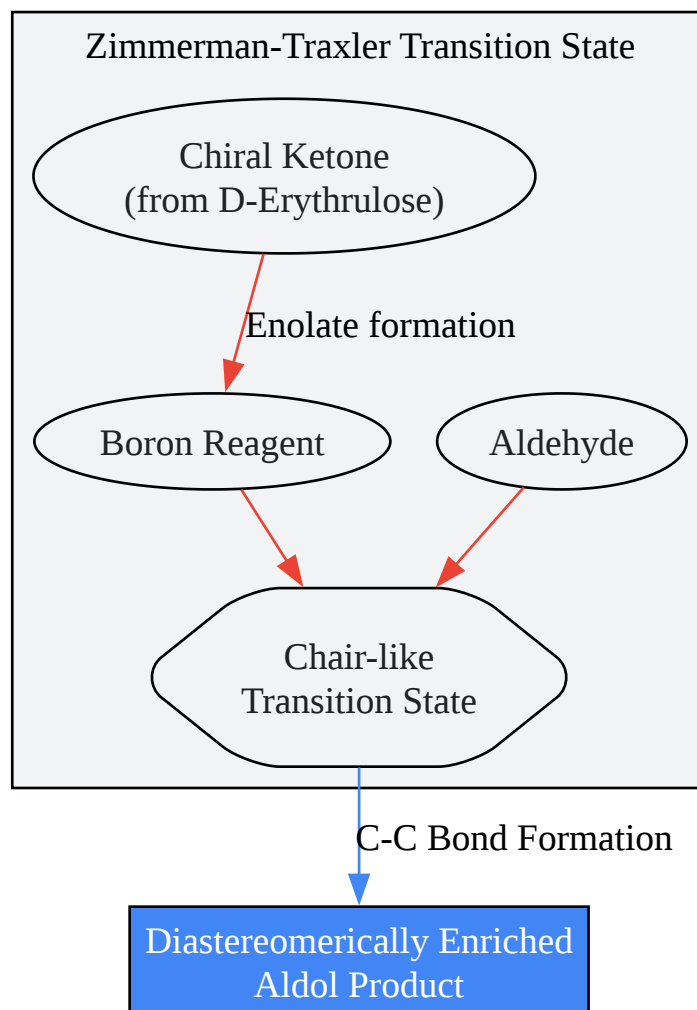 Zimmerman-Traxler Transition State
Chiral Ketone
(from D-Erythrulose)
Enolate formation
Boron Reagent
Aldehyde
Chair-like
Transition State
C-C Bond Formation
Diastereomerically Enriched
Aldol Product